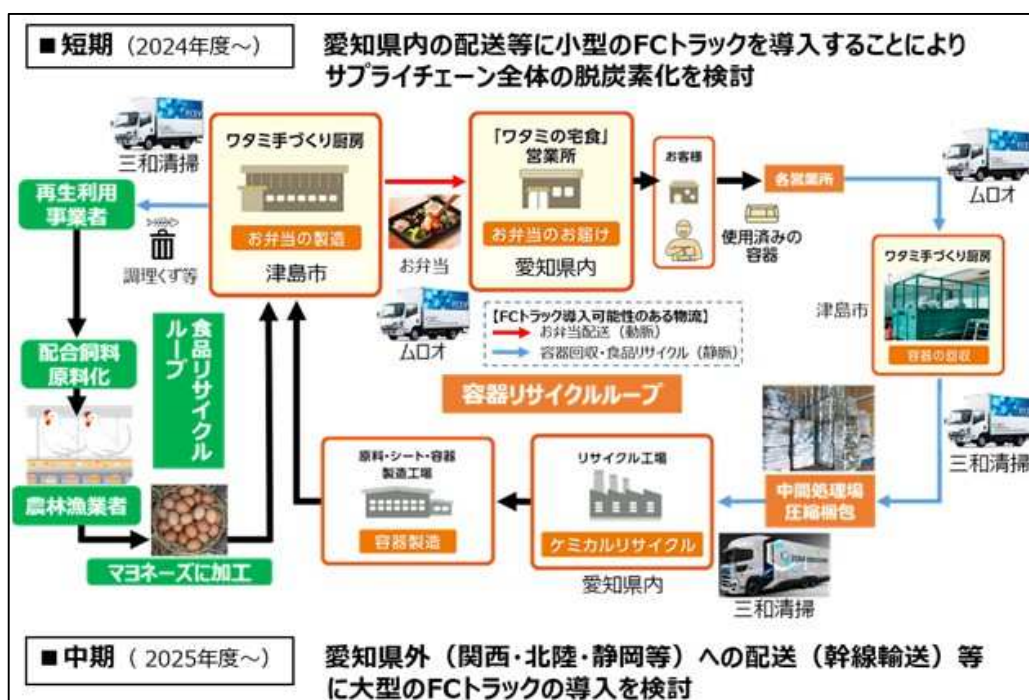 ■短期（2024年度～）
愛知県内の配送等に小型のFCトラックを導入することにより
サプライチェーン全体の脱炭素化を検討
三和清掃
ワタミ手づくり厨房
お弁当の製造
津島市
お弁当
ムロオ
「ワタミの宅食」
営業所
お弁当のお届け
愛知県内
お客様
使用済みの
容器
各営業所
ムロオ
ワタミ手づくり厨房
津島市
容器の回収
再生利用
事業者
調理くず等
配合飼料
原料化
食品リサイクル
ループ
【FCトラック導入可能性のある物流】
お弁当配送（動脈）
容器回収・食品リサイクル（静脈）
容器リサイクルループ
三和清掃
中間処理場
圧縮梱包
三和清掃
リサイクル工場
ケミカルリサイクル
愛知県内
原料・シート・容器
製造工場
容器製造
農林漁業者
マヨネーズに加工
■中期（2025年度～）
愛知県外（関西・北陸・静岡等）への配送（幹線輸送）等
に大型のFCトラックの導入を検討